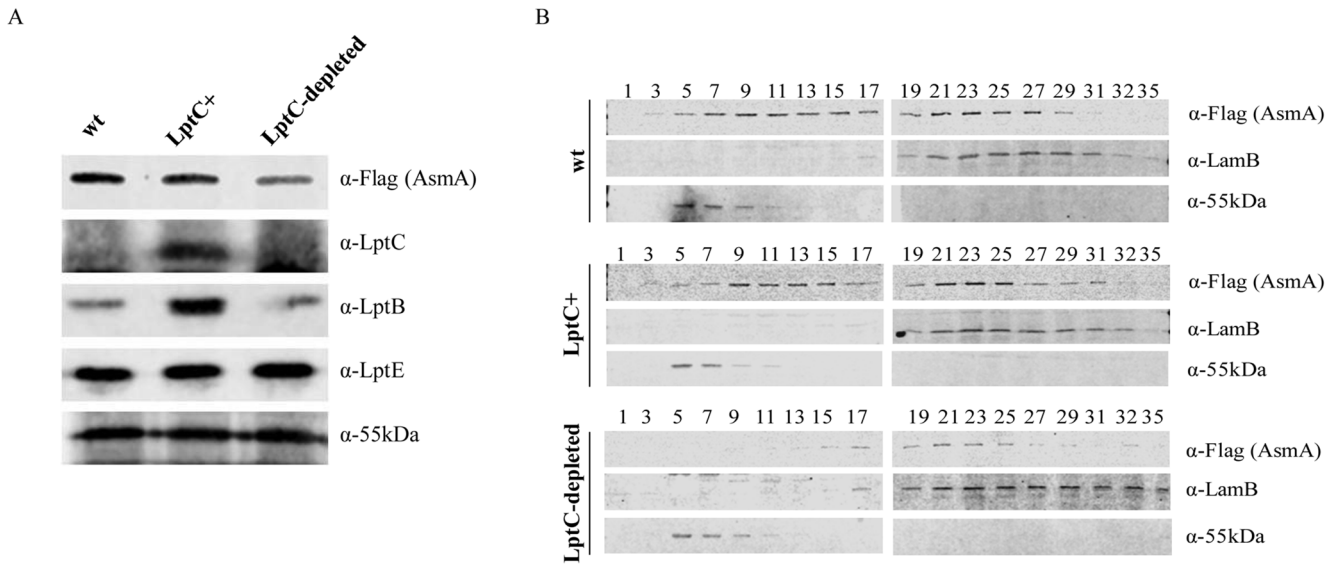 A
wt
LptC+
LptC-depleted
α-Flag (AsmA)
α-LptC
α-LptB
α-LptE
α-55kDa
B
1 3 5 7 9 11 13 15 17 19 21 23 25 27 29 31 32 35
wt
α-Flag (AsmA)
α-LamB
α-55kDa
1 3 5 7 9 11 13 15 17 19 21 23 25 27 29 31 32 35
LptC+
α-Flag (AsmA)
α-LamB
α-55kDa
1 3 5 7 9 11 13 15 17 19 21 23 25 27 29 31 32 35
LptC-depleted
α-Flag (AsmA)
α-LamB
α-55kDa